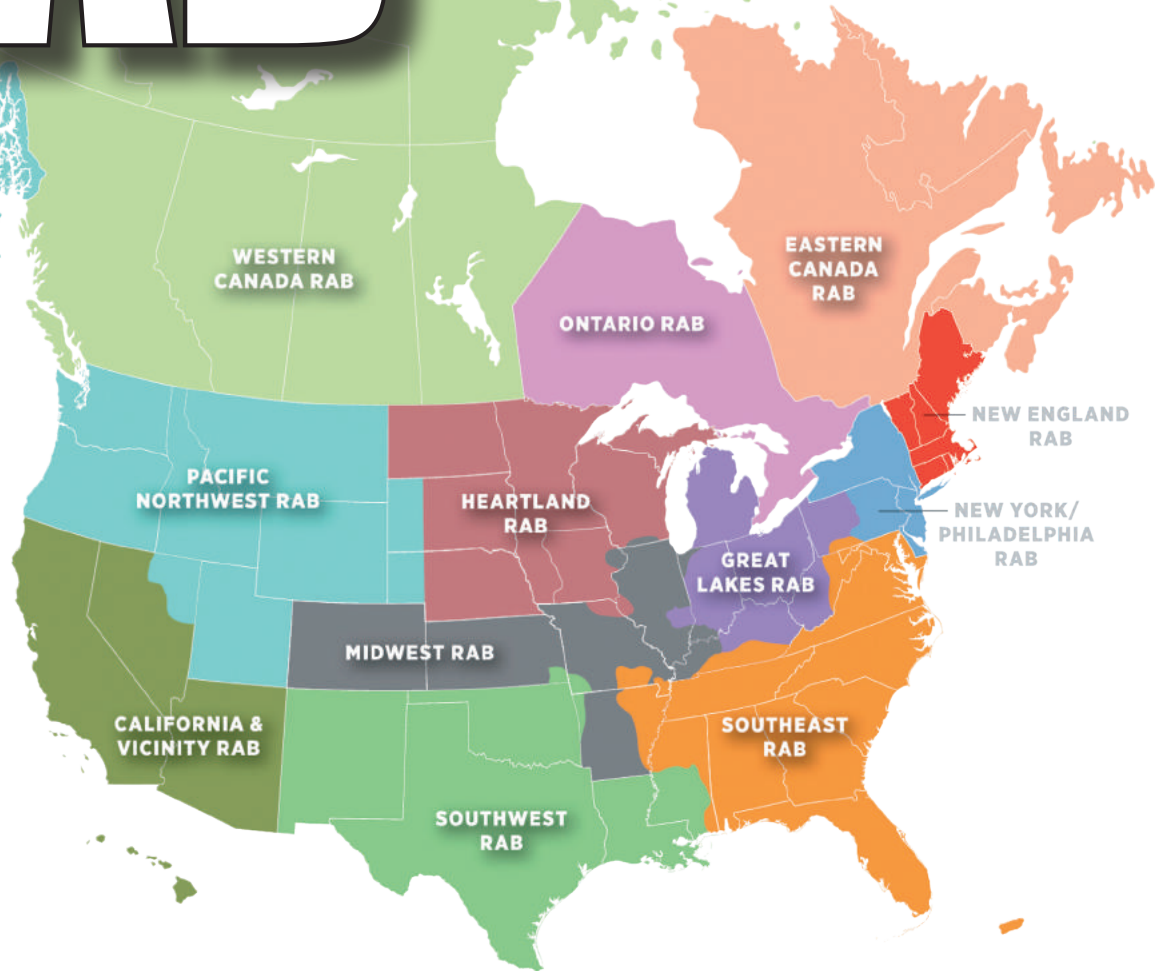 WESTERN
CANADA RAB
EASTERN
CANADA
RAB
ONTARIO RAB
NEW ENGLAND
RAB
PACIFIC
NORTHWEST RAB
HEARTLAND
RAB
NEW YORK/
PHILADELPHIA
RAB
GREAT
LAKES RAB
MIDWEST RAB
CALIFORNIA &
VICINITY RAB
SOUTHEAST
RAB
SOUTHWEST
RAB